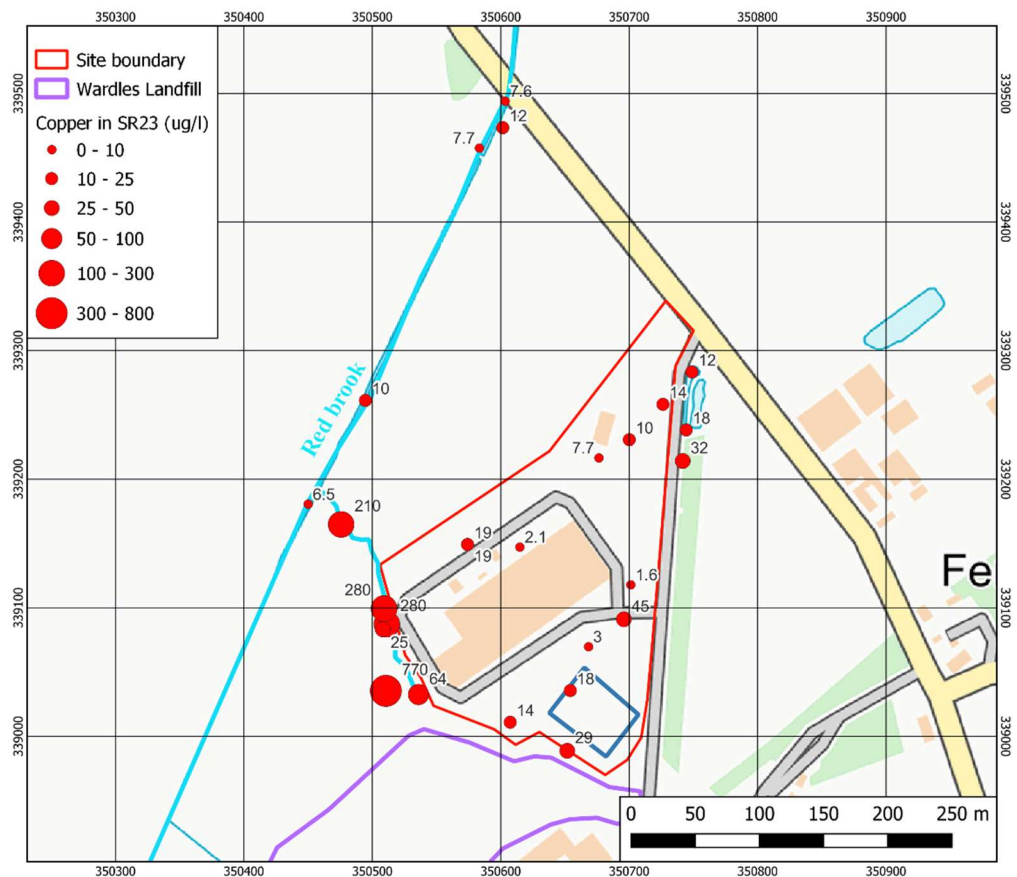 350300 350400 350500 350600 350700 350800 350900
Site boundary
Wardles Landfill
Copper in SR23 (ug/l)
0 - 10
10 - 25
25 - 50
50 - 100
100 - 300
300 - 800
339500
339500
339400
339400
339300
339300
339200
339200
339100
339100
339000
339000
7.6
12
7.7
Red brook
10
12
14
18
10
7.7
32
6.5
210
19
19
2.1
1.6
280
280
45
25
3
770
64
18
14
29
Fe
0 50 100 150 200 250 m
350300 350400 350500 350600 350700 350800 350900